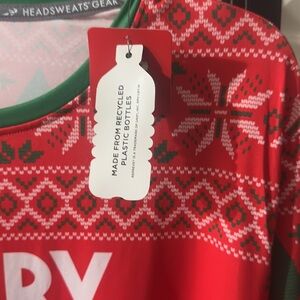 HEADSWEATS GEAR
MADE FROM RECYCLED
PLASTIC BOTTLES
RY